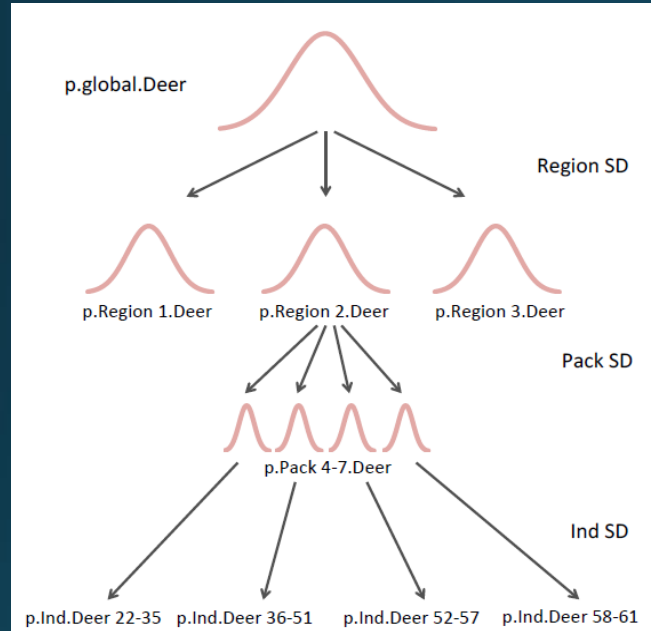 p.global.Deer
Region SD
p.Region 1.Deer p.Region 2.Deer p.Region 3.Deer
Pack SD
p.Pack 4-7.Deer
Ind SD
p.Ind.Deer 22-35 p.Ind.Deer 36-51 p.Ind.Deer 52-57 p.Ind.Deer 58-61